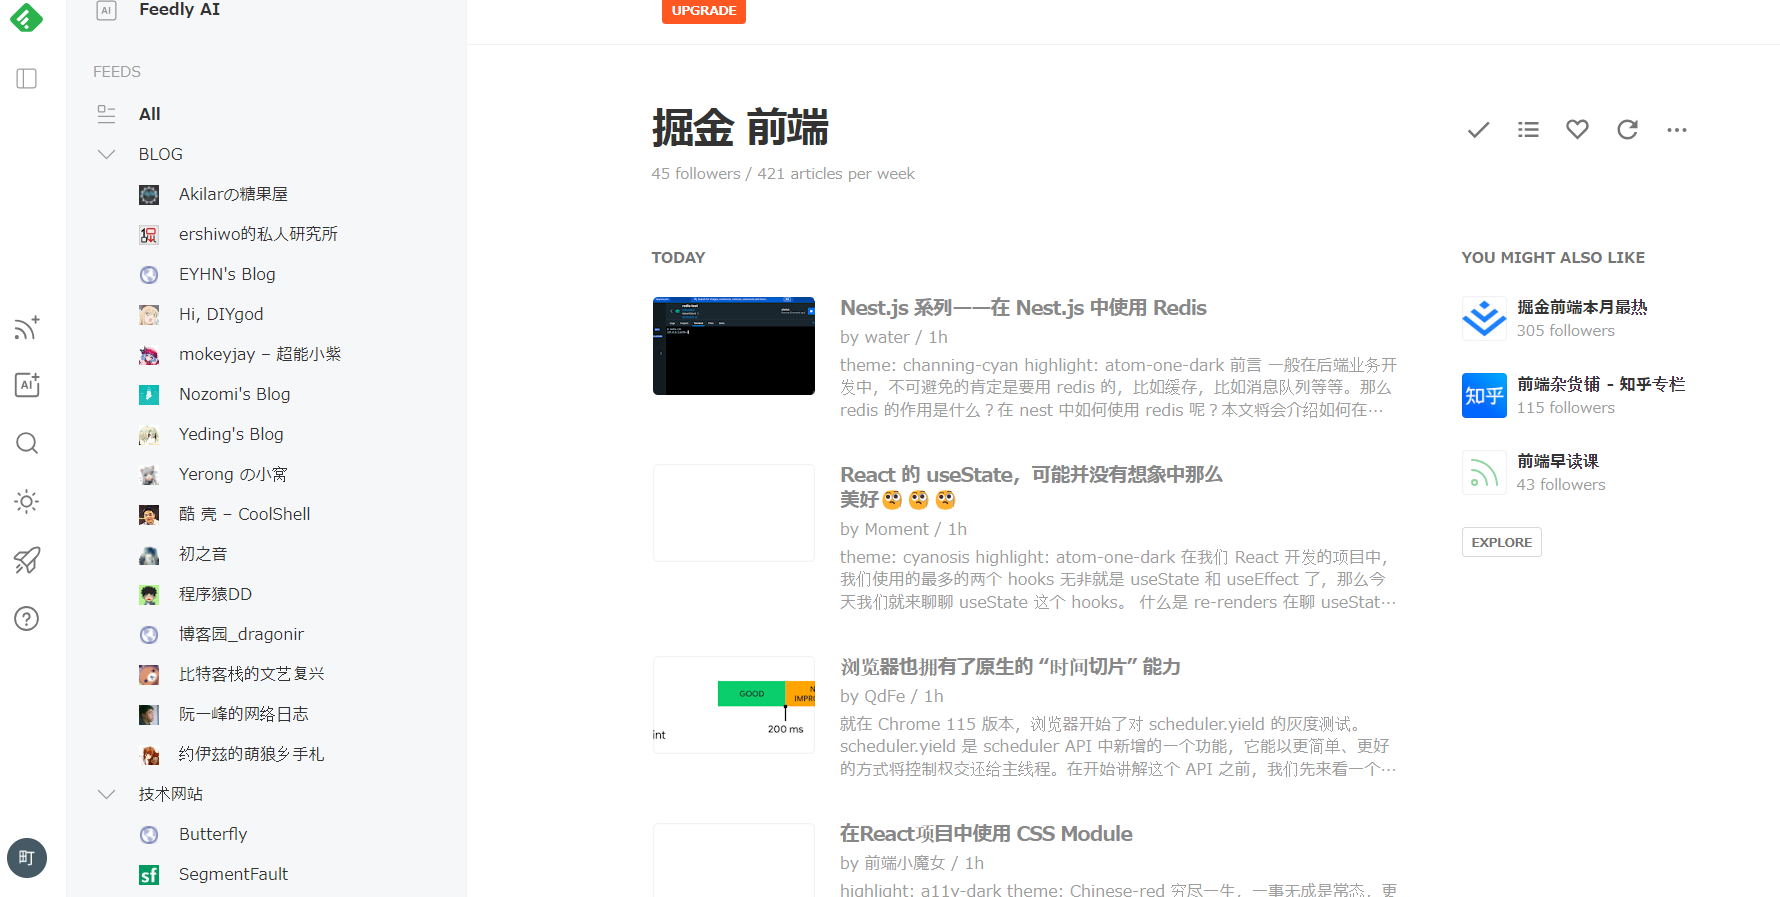 Feedly AI
FEEDS
All
BLOG
Akilarの糖果屋
ershiwo的私人研究所
EYHN's Blog
Hi, DIYgod
mokeyjay – 超能小紫
Nozomi's Blog
Yeding's Blog
Yerong の小窝
酷 壳 – CoolShell
初之音
程序猿DD
博客园_dragonir
比特客栈的文艺复兴
阮一峰的网络日志
约伊兹的萌狼乡手札
技术网站
Butterfly
SegmentFault
町
UPGRADE
掘金 前端
45 followers / 421 articles per week
TODAY
Nest.js 系列——在 Nest.js 中使用 Redis
by water / 1h
theme: channing-cyan highlight: atom-one-dark 前言 一般在后端业务开
发中，不可避免的肯定是要用 redis 的，比如缓存，比如消息队列等等。那么
redis 的作用是什么？在 nest 中如何使用 redis 呢？本文将会介绍如何在…
React 的 useState，可能并没有想象中那么
美好🙄🙄🙄
by Moment / 1h
theme: cyanosis highlight: atom-one-dark 在我们 React 开发的项目中，
我们使用的最多的两个 hooks 无非就是 useState 和 useEffect 了，那么今
天我们就来聊聊 useState 这个 hooks。 什么是 re-renders 在聊 useStat…
GOOD
N
IMPRO
200 ms
int
浏览器也拥有了原生的 “时间切片” 能力
by QdFe / 1h
就在 Chrome 115 版本，浏览器开始了对 scheduler.yield 的灰度测试。
scheduler.yield 是 scheduler API 中新增的一个功能，它能以更简单、更好
的方式将控制权交还给主线程。在开始讲解这个 API 之前，我们先来看一个…
在React项目中使用 CSS Module
by 前端小魔女 / 1h
highlight: a11y-dark theme: Chinese-red 穷尽一生，一事无成是常态，更
YOU MIGHT ALSO LIKE
掘金前端本月最热
305 followers
知乎
前端杂货铺 - 知乎专栏
115 followers
前端早读课
43 followers
EXPLORE